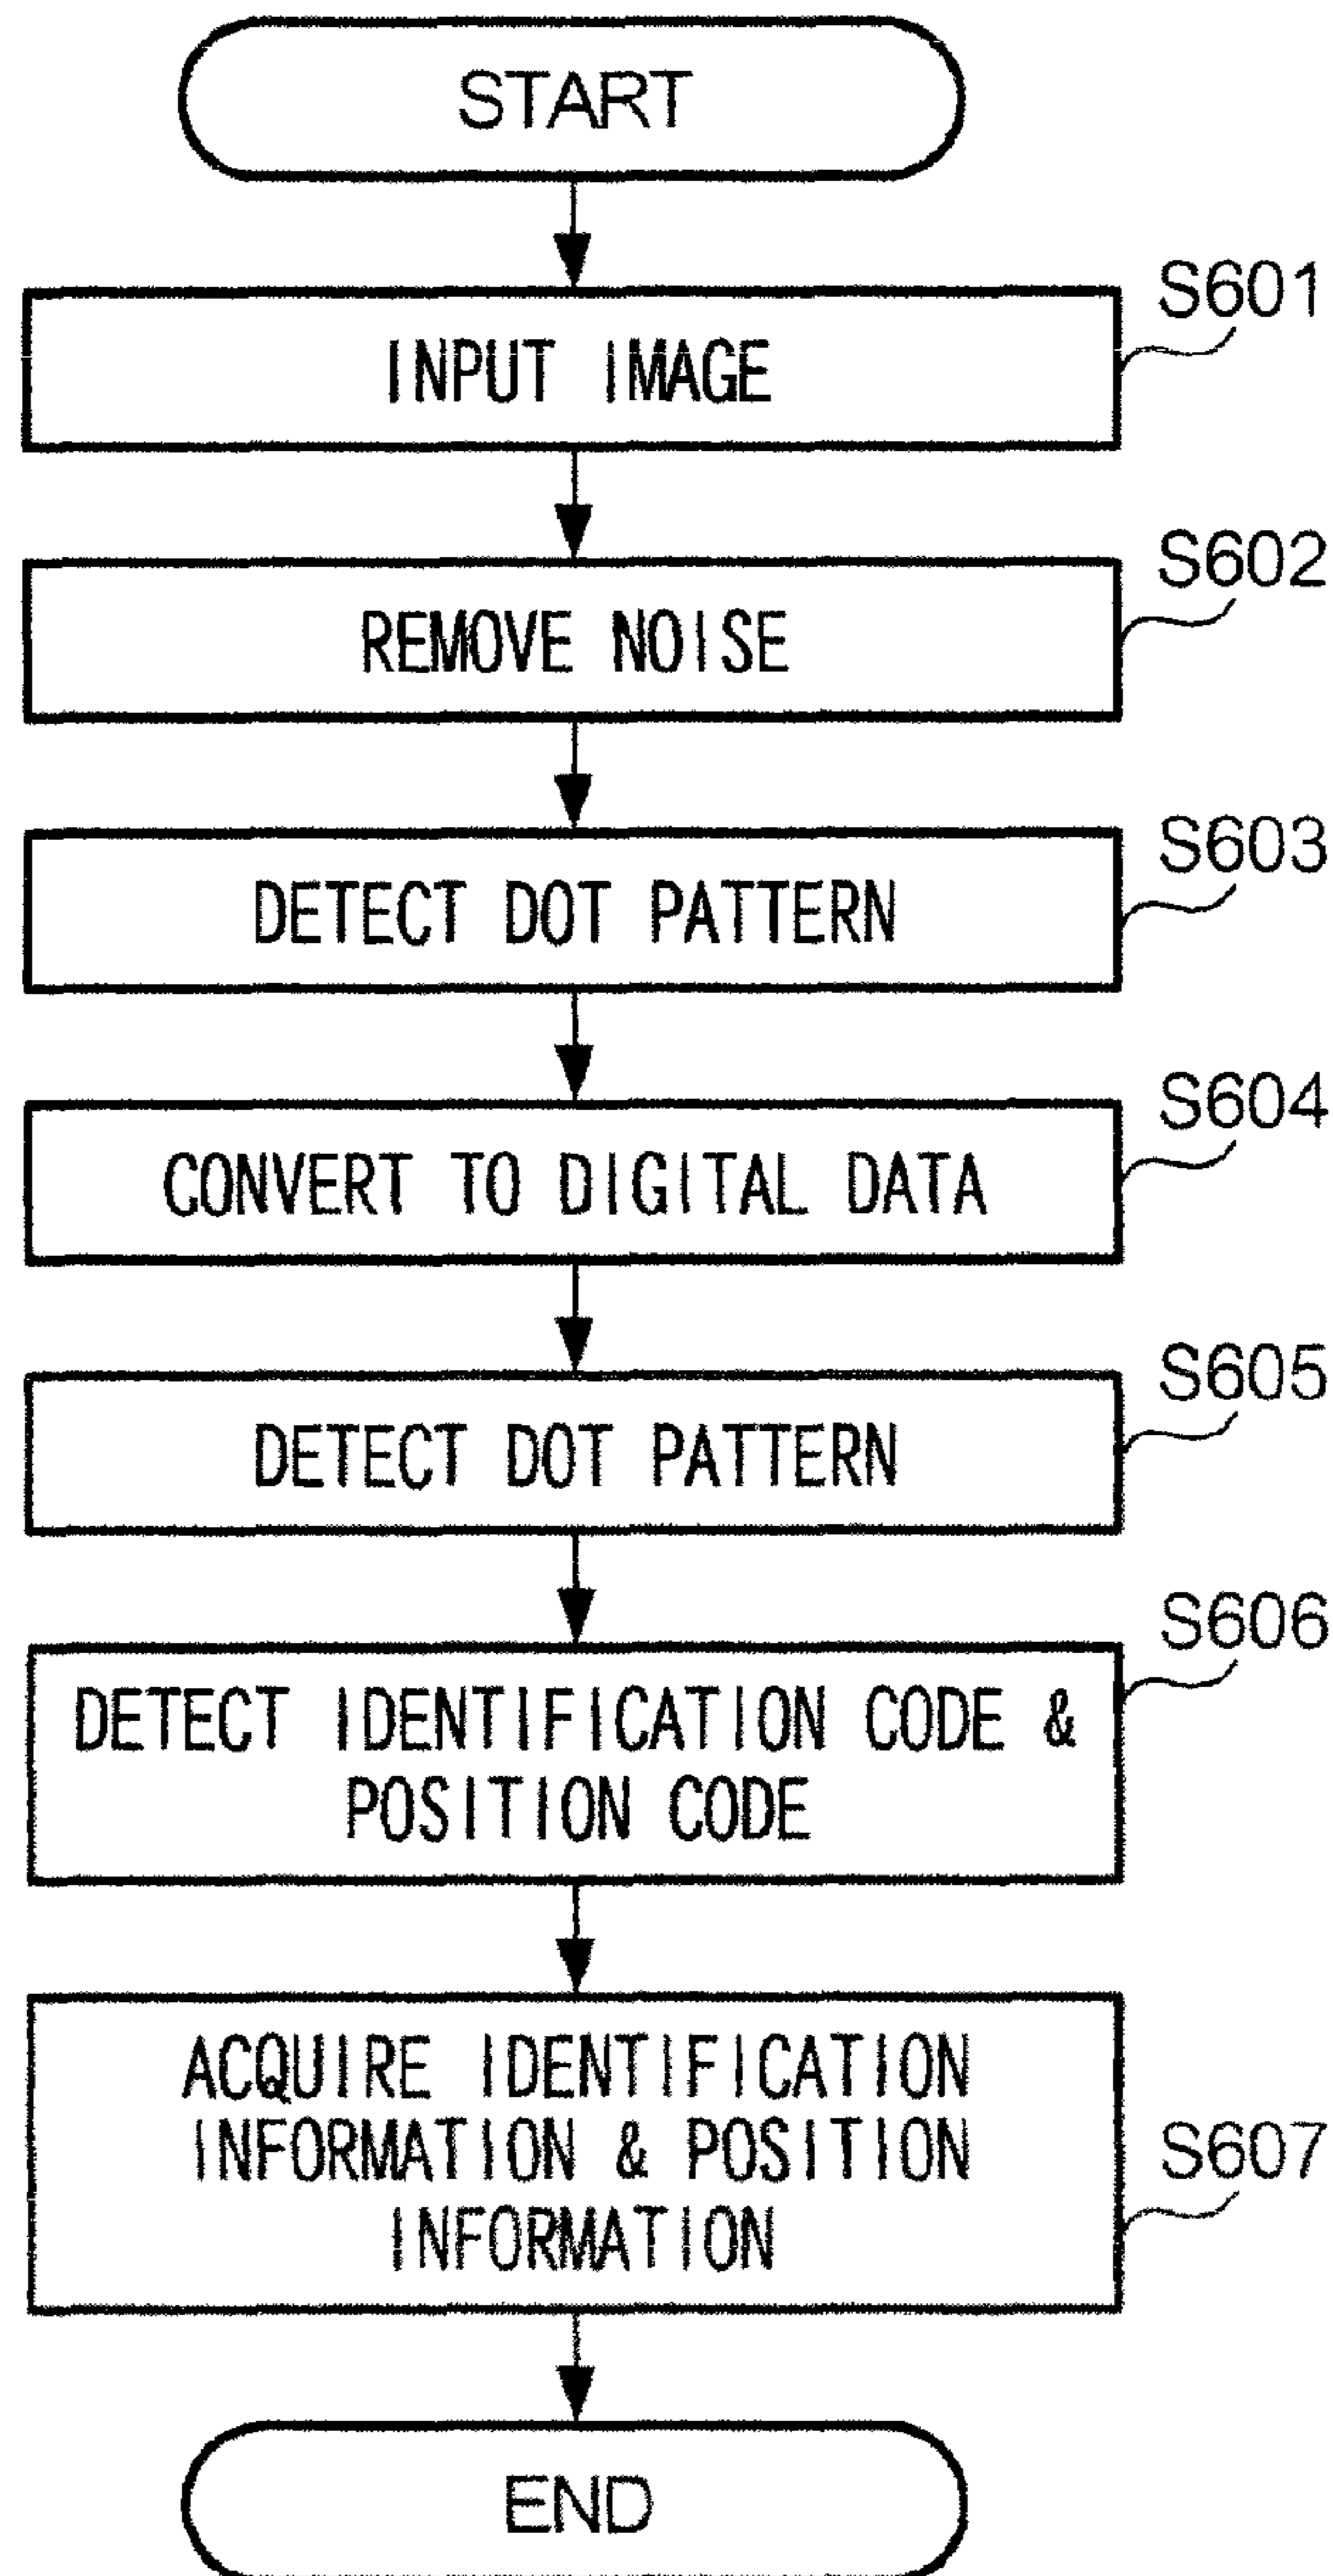 START
S601
INPUT IMAGE
S602
REMOVE NOISE
S603
DETECT DOT PATTERN
S604
CONVERT TO DIGITAL DATA
S605
DETECT DOT PATTERN
S606
DETECT IDENTIFICATION CODE &
POSITION CODE
ACQUIRE IDENTIFICATION
INFORMATION & POSITION
INFORMATION
S607
END